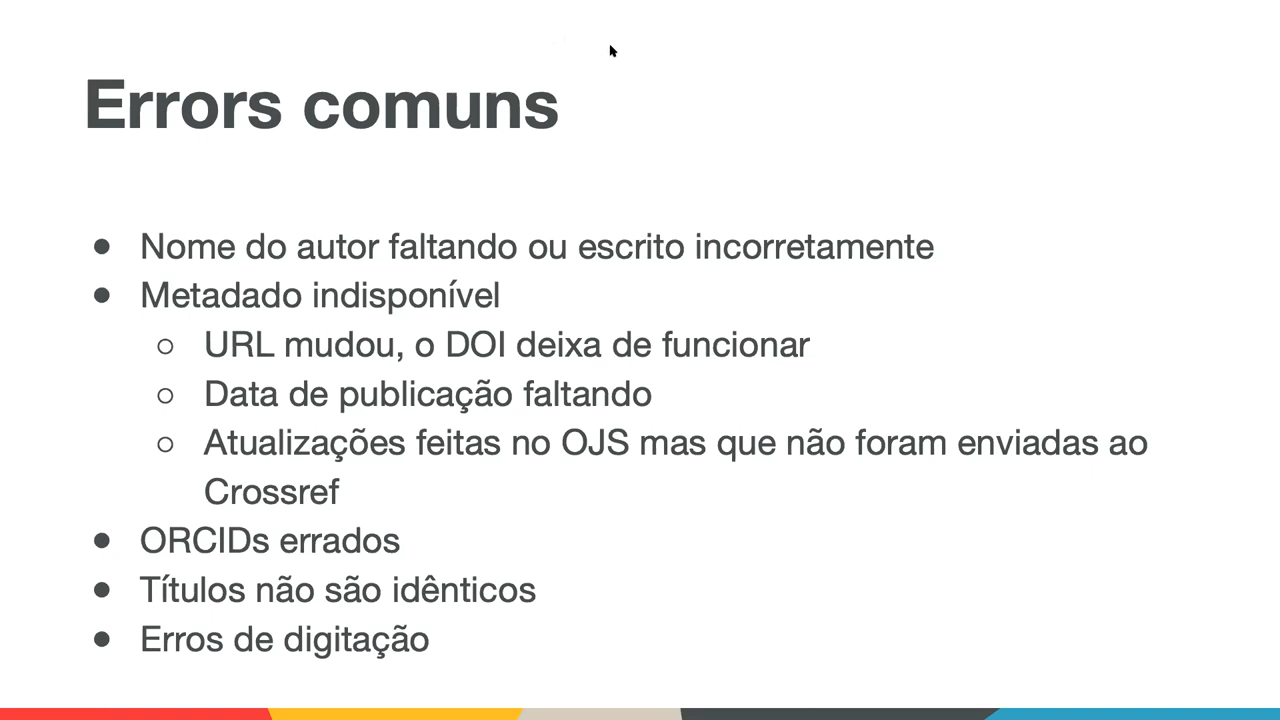 Errors comuns
● Nome do autor faltando ou escrito incorretamente
● Metadado indisponível
○ URL mudou, o DOI deixa de funcionar
○ Data de publicação faltando
○ Atualizações feitas no OJS mas que não foram enviadas ao
Crossref
● ORCIDs errados
● Títulos não são idênticos
● Erros de digitação